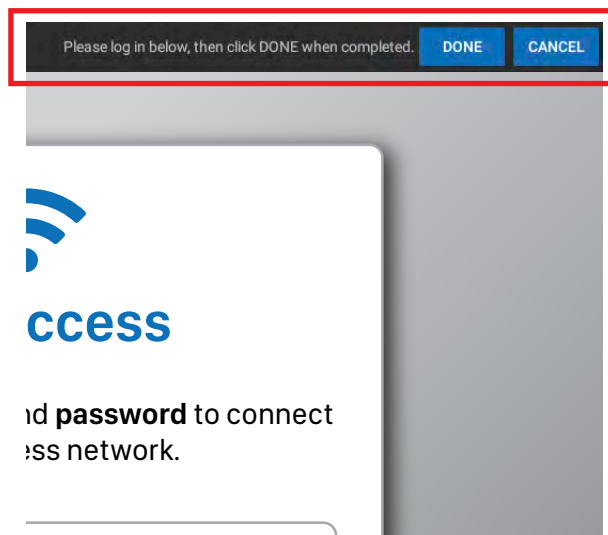 Please log in below, then click DONE when completed. DONE CANCEL
ccess
nd password to connect
ess network.